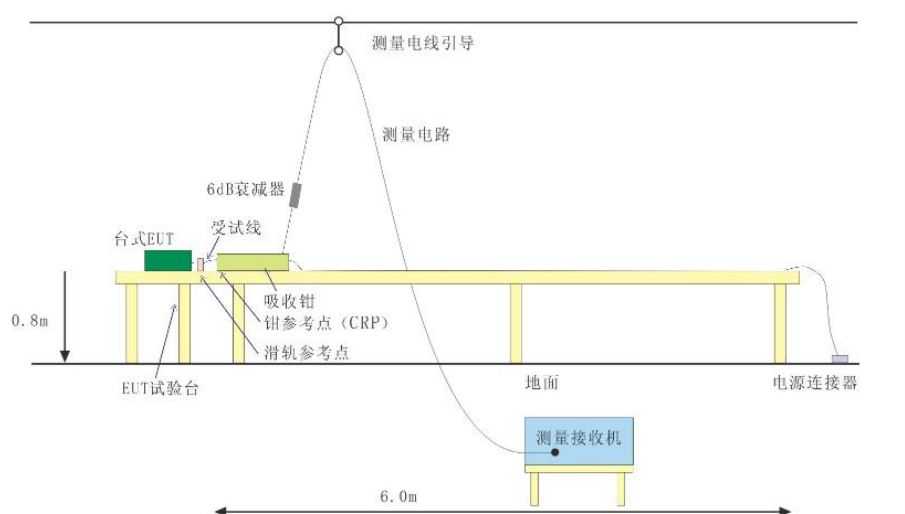 测量电线引导
测量电路
6dB衰减器
受试线
台式EUT
吸收钳
0.8m
钳参考点（CRP）
滑轨参考点
EUT试验台
地面
电源连接器
测量接收机
6.0m